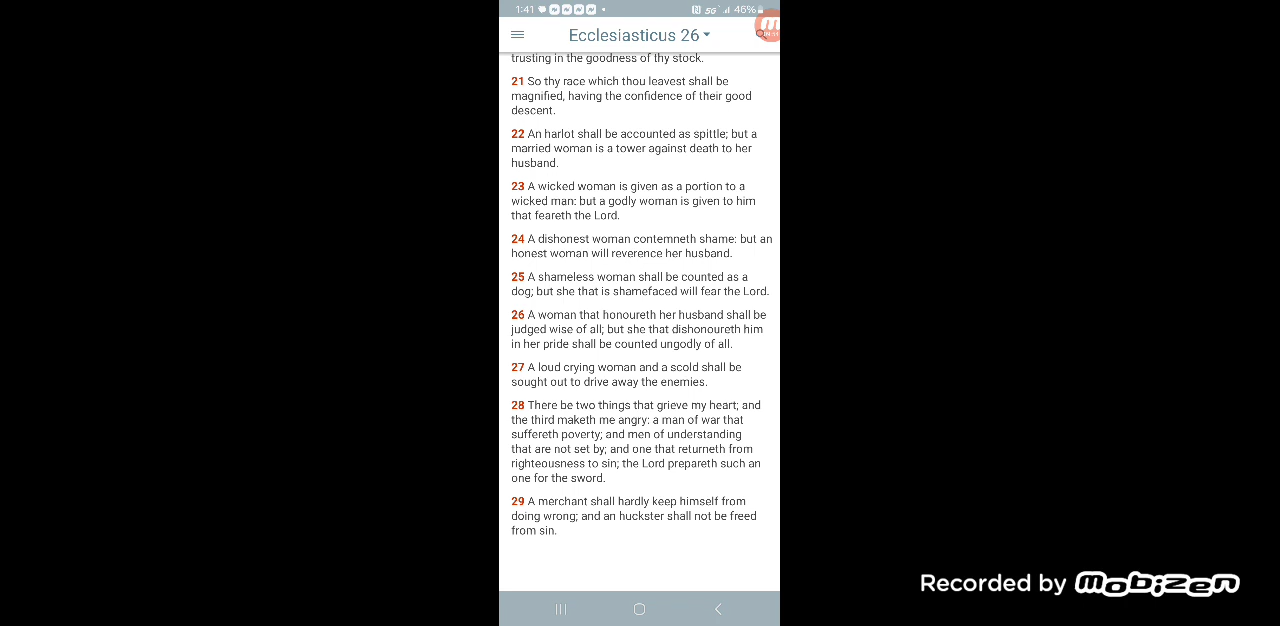 1:41
5G
46%
Ecclesiasticus 26
trusting in the goodness of thy stock.
21 So thy race which thou leavest shall be
magnified, having the confidence of their good
descent.
22 An harlot shall be accounted as spittle; but a
married woman is a tower against death to her
husband.
23 A wicked woman is given as a portion to a
wicked man: but a godly woman is given to him
that feareth the Lord.
24 A dishonest woman contemneth shame: but an
honest woman will reverence her husband.
25 A shameless woman shall be counted as a
dog; but she that is shamefaced will fear the Lord.
26 A woman that honoureth her husband shall be
judged wise of all; but she that dishonoureth him
in her pride shall be counted ungodly of all.
27 A loud crying woman and a scold shall be
sought out to drive away the enemies.
28 There be two things that grieve my heart; and
the third maketh me angry: a man of war that
suffereth poverty; and men of understanding
that are not set by; and one that returneth from
righteousness to sin; the Lord prepareth such an
one for the sword.
29 A merchant shall hardly keep himself from
doing wrong; and an huckster shall not be freed
from sin.
Recorded by Mobizen